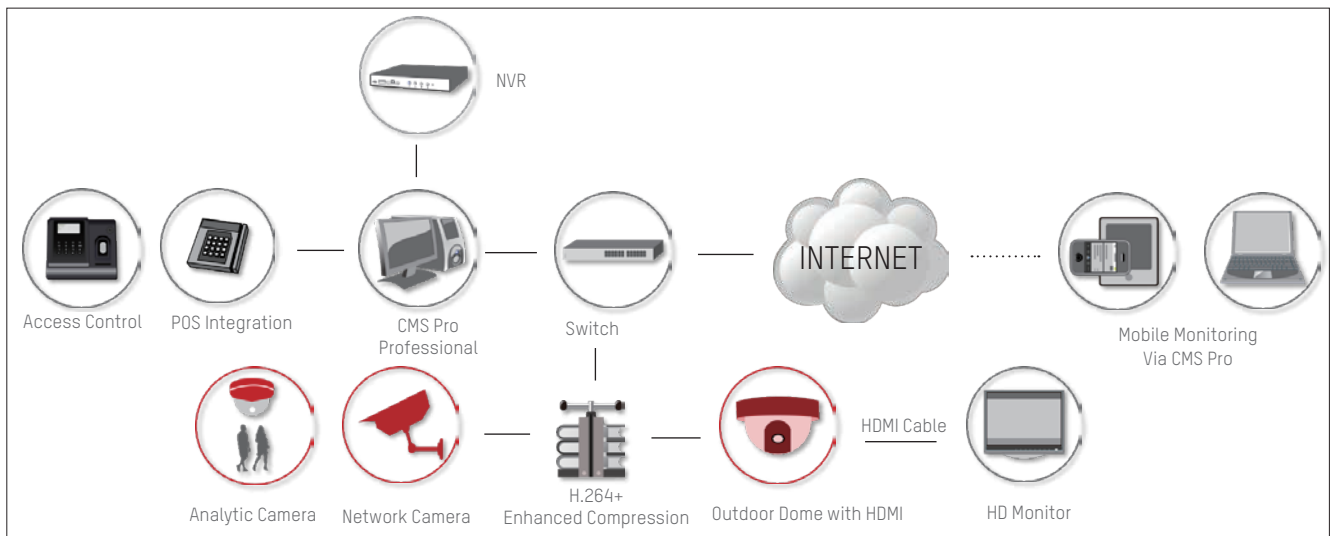 NVR
INTERNET
Access Control
POS Integration
CMS Pro
Professional
Switch
Mobile Monitoring
Via CMS Pro
HDMI Cable
Analytic Camera
Network Camera
H.264+
Enhanced Compression
Outdoor Dome with HDMI
HD Monitor